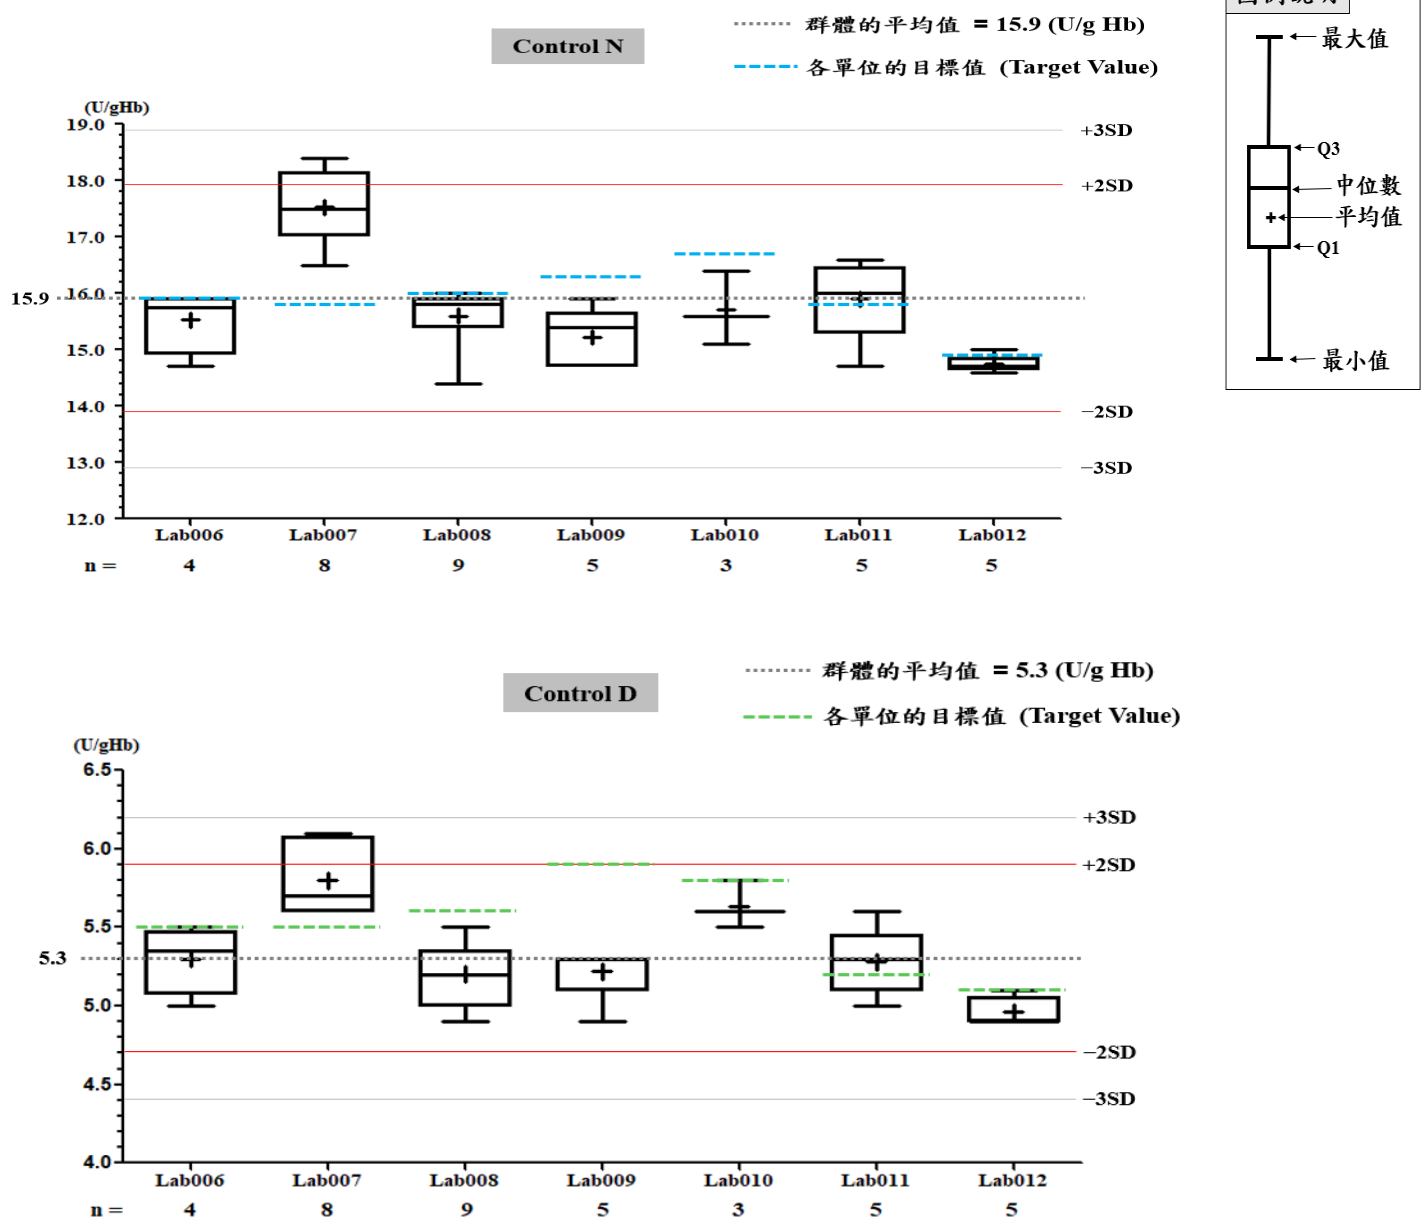 Control N
群體的平均值 = 15.9 (U/g Hb)
各單位的目標值 (Target Value)
(U/gHb)
19.0
18.0
17.0
16.0
15.9
15.0
14.0
13.0
12.0
+3SD
+2SD
−2SD
−3SD
Lab006 Lab007 Lab008 Lab009 Lab010 Lab011 Lab012
n = 4 8 9 5 3 5 5
最大值
Q3
中位數
平均值
Q1
最小值
Control D
群體的平均值 = 5.3 (U/g Hb)
各單位的目標值 (Target Value)
(U/gHb)
6.5
6.0
5.5
5.3
5.0
4.5
4.0
+3SD
+2SD
−2SD
−3SD
Lab006 Lab007 Lab008 Lab009 Lab010 Lab011 Lab012
n = 4 8 9 5 3 5 5